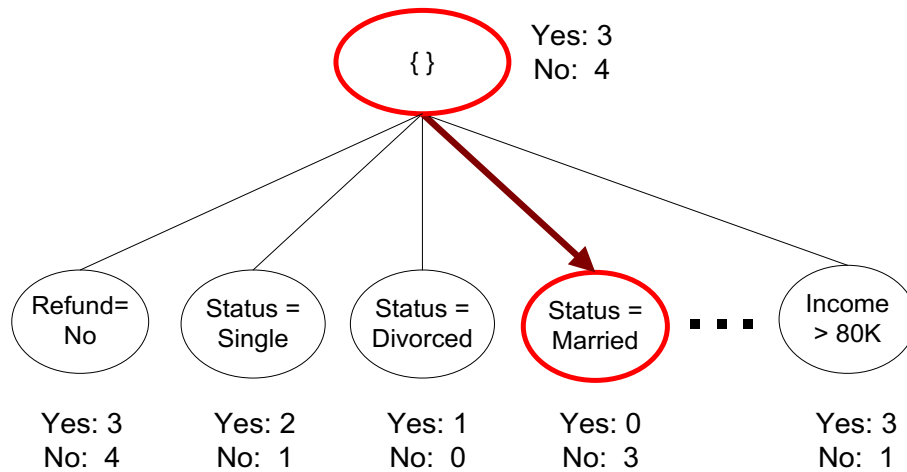 { }
Yes: 3
No: 4
Refund=
No
Status =
Single
Status =
Divorced
Status =
Married
Income
> 80K
Yes: 3
No: 4
Yes: 2
No: 1
Yes: 1
No: 0
Yes: 0
No: 3
Yes: 3
No: 1